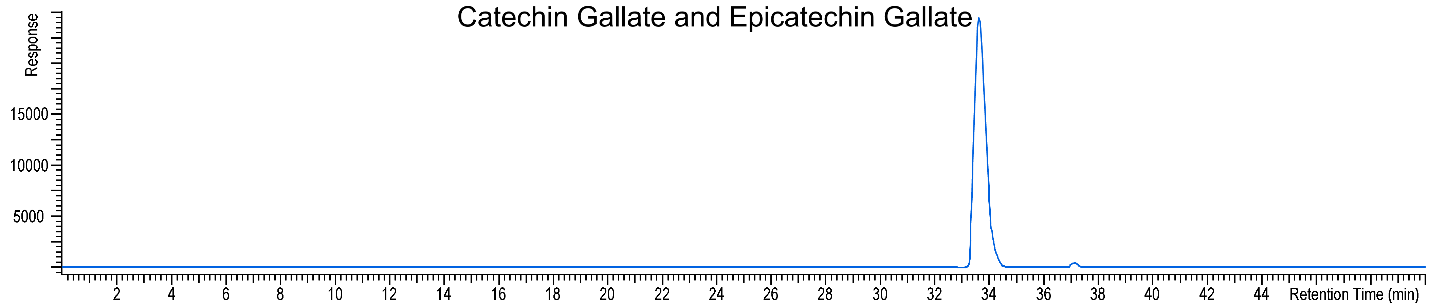 Catechin Gallate and Epicatechin Gallate
Response
15000
10000
5000
2 4 6 8 10 12 14 16 18 20 22 24 26 28 30 32 34 36 38 40 42 44 Retention Time (min)